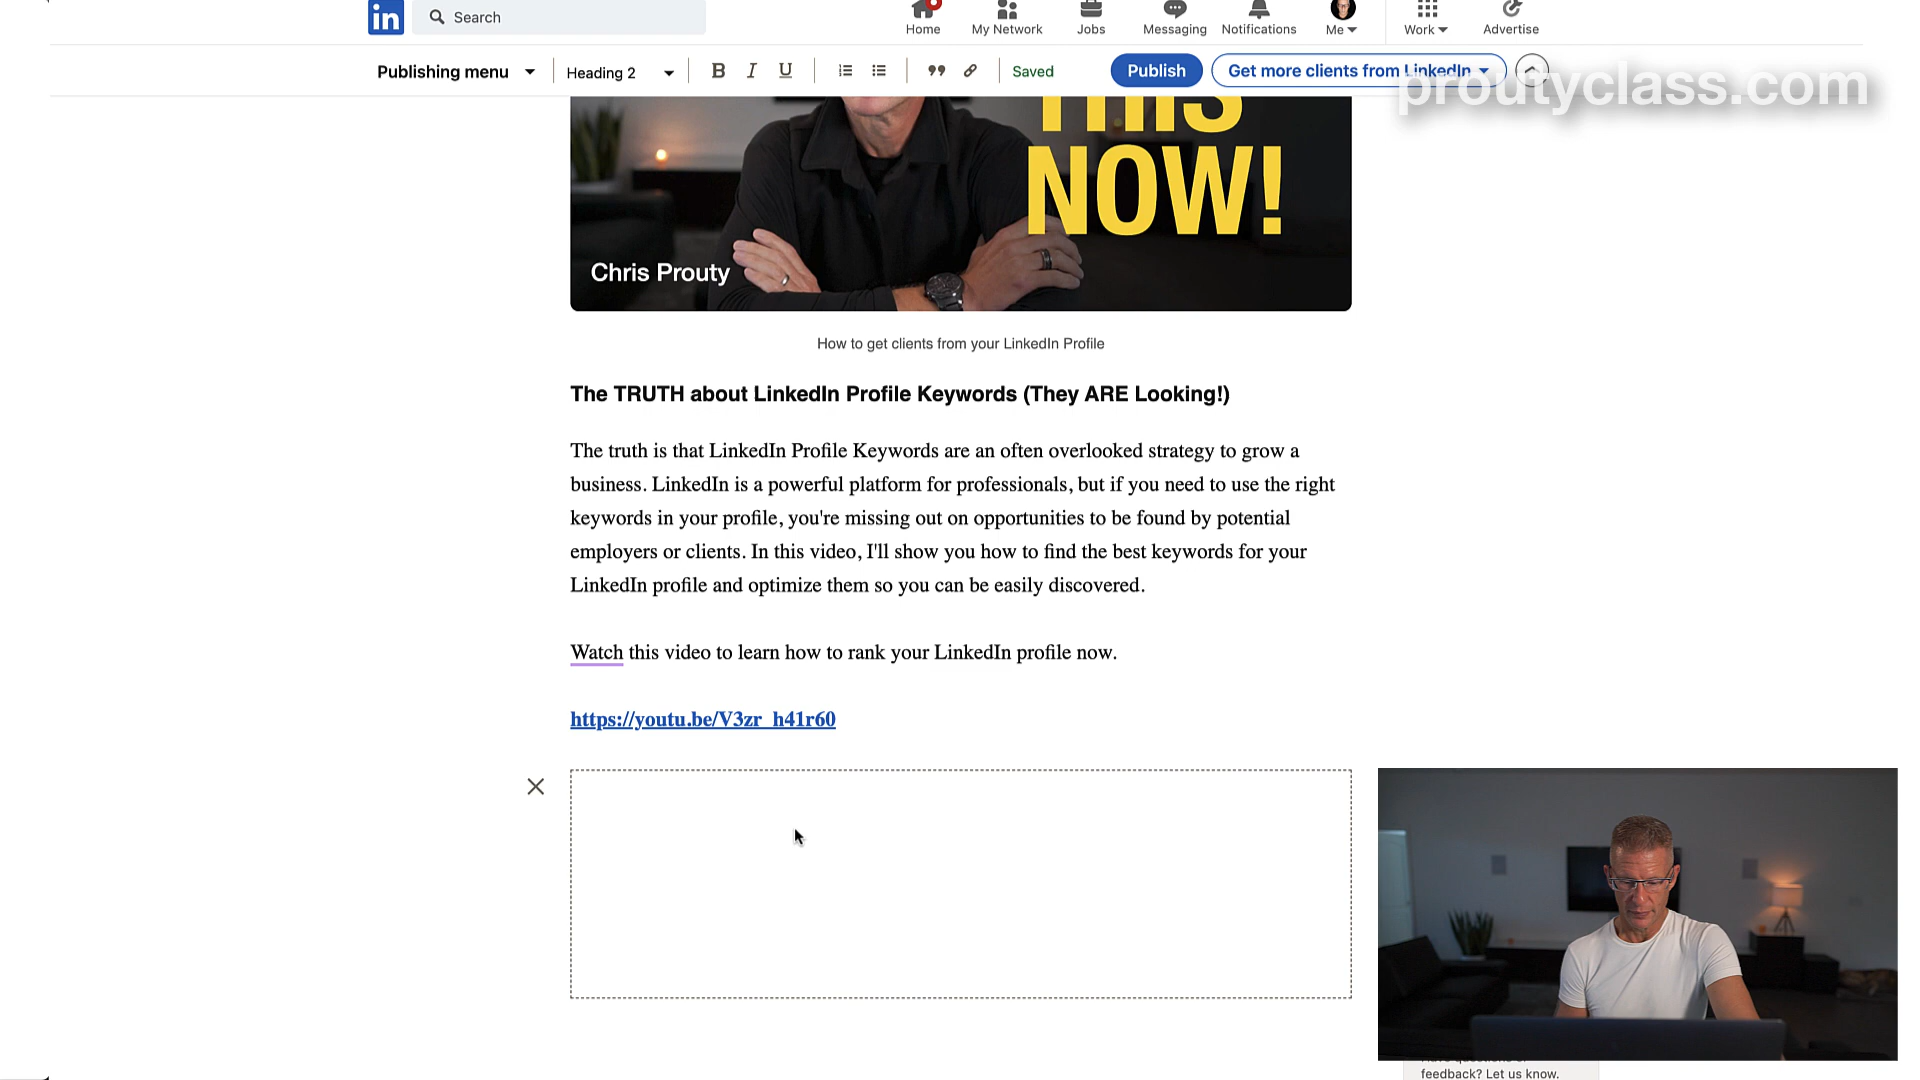 in
Search
Home
My Network
Jobs
Messaging
Notifications
Me
Work
Advertise
Publishing menu
Heading 2
B I U
Saved
Publish
Get more clients from LinkedIn
proutyclass.com
THIS
NOW!
Chris Prouty
How to get clients from your LinkedIn Profile
The TRUTH about LinkedIn Profile Keywords (They ARE Looking!)
The truth is that LinkedIn Profile Keywords are an often overlooked strategy to grow a
business. LinkedIn is a powerful platform for professionals, but if you need to use the right
keywords in your profile, you're missing out on opportunities to be found by potential
employers or clients. In this video, I'll show you how to find the best keywords for your
LinkedIn profile and optimize them so you can be easily discovered.
Watch this video to learn how to rank your LinkedIn profile now.
https://youtu.be/V3zr_h41r60
feedback? Let us know.